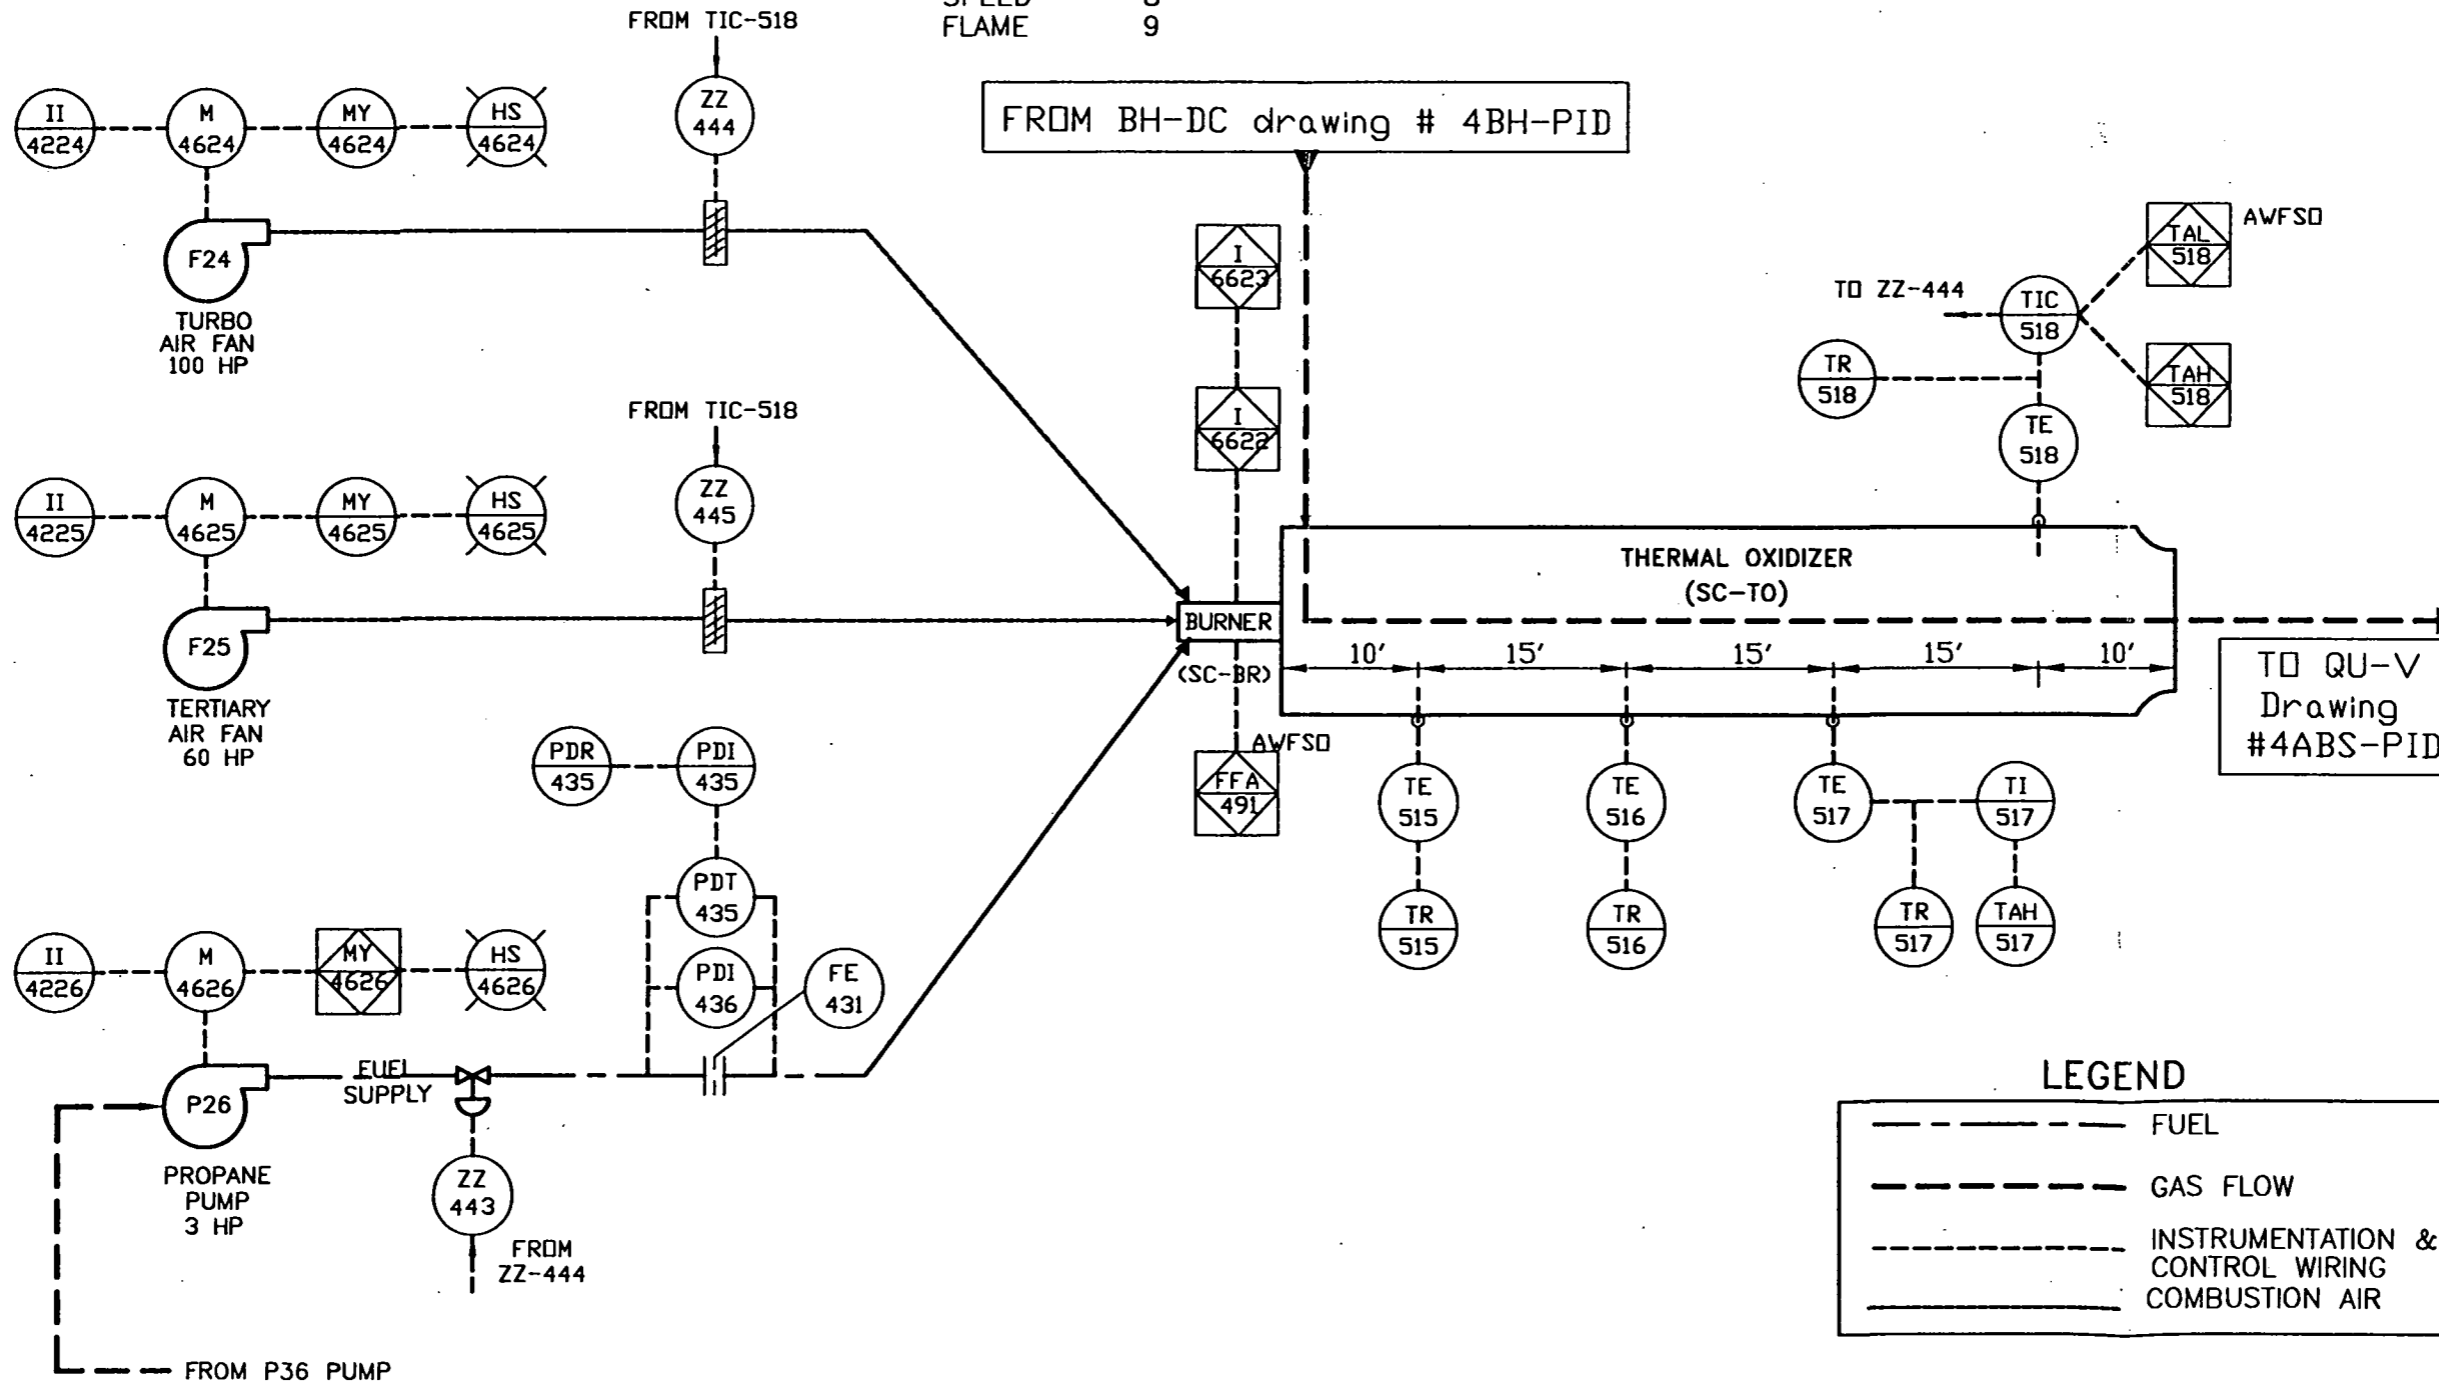 SPEED 8
FLAME 9
FROM TIC-518
II
4224
M
4624
MY
4624
HS
4624
ZZ
444
FROM BH-DC drawing # 4BH-PID
F24
TURBO
AIR FAN
100 HP
I
6623
I
6622
TAL
518
AWFSO
TO ZZ-444
TIC
518
TR
518
TAH
518
TE
518
FROM TIC-518
II
4225
M
4625
MY
4625
HS
4625
ZZ
445
F25
TERTIARY
AIR FAN
60 HP
BURNER
(SC-BR)
THERMAL OXIDIZER
(SC-TO)
10' 15' 15' 15' 10'
TO QU-V
Drawing
#4ABS-PID
AWFSO
FFA
491
TE
515
TE
516
TE
517
TI
517
TR
515
TR
516
TR
517
TAH
517
PDR
435
PDI
435
PDT
435
PDI
436
FE
431
II
4226
M
4626
MY
4626
HS
4626
P26
FUEL
SUPPLY
PROPANE
PUMP
3 HP
ZZ
443
FROM
ZZ-444
FROM P36 PUMP
LEGEND
FUEL
GAS FLOW
INSTRUMENTATION &
CONTROL WIRING
COMBUSTION AIR